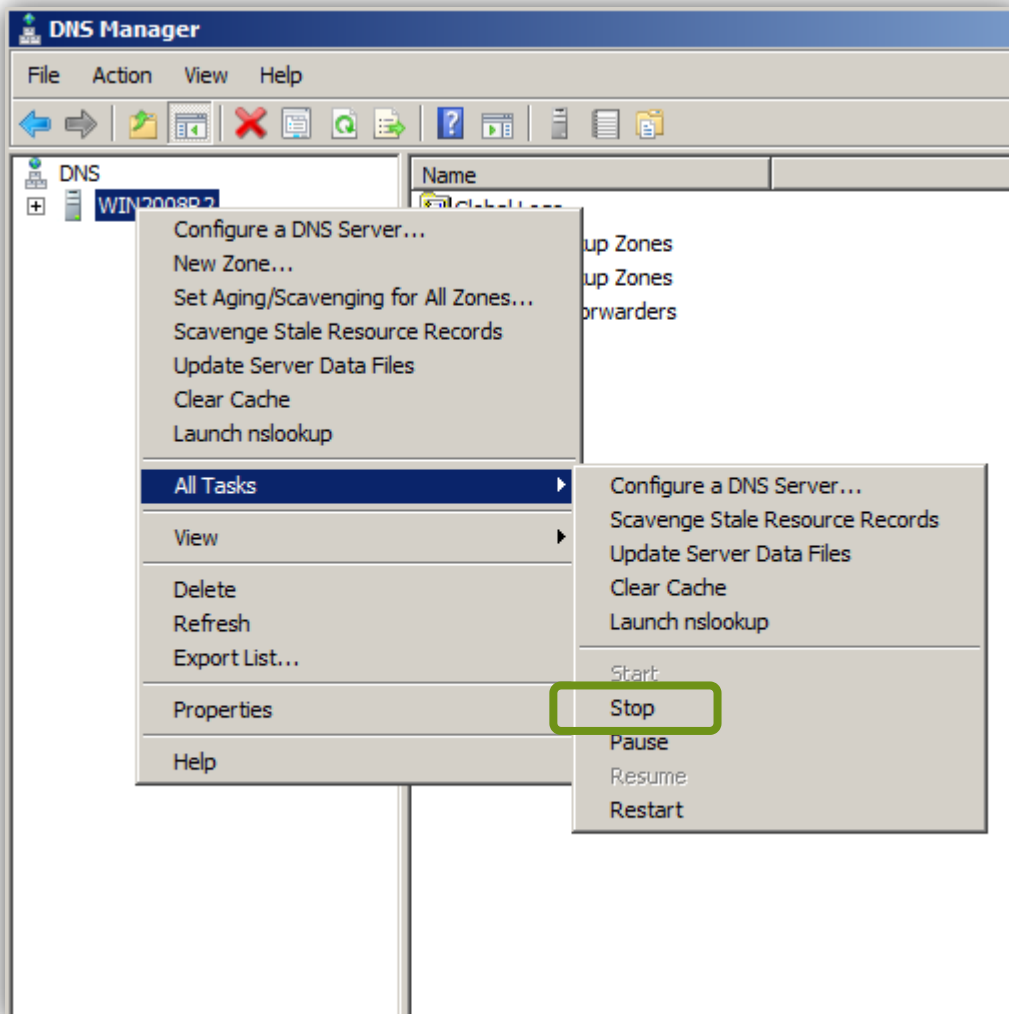 DNS Manager
File Action View Help
DNS
WIN2008R2
Name
Configure a DNS Server...
New Zone...
Set Aging/Scavenging for All Zones...
Scavenge Stale Resource Records
Update Server Data Files
Clear Cache
Launch nslookup
All Tasks
View
Delete
Refresh
Export List...
Properties
Help
up Zones
up Zones
orwarders
Configure a DNS Server...
Scavenge Stale Resource Records
Update Server Data Files
Clear Cache
Launch nslookup
Start
Stop
Pause
Resume
Restart